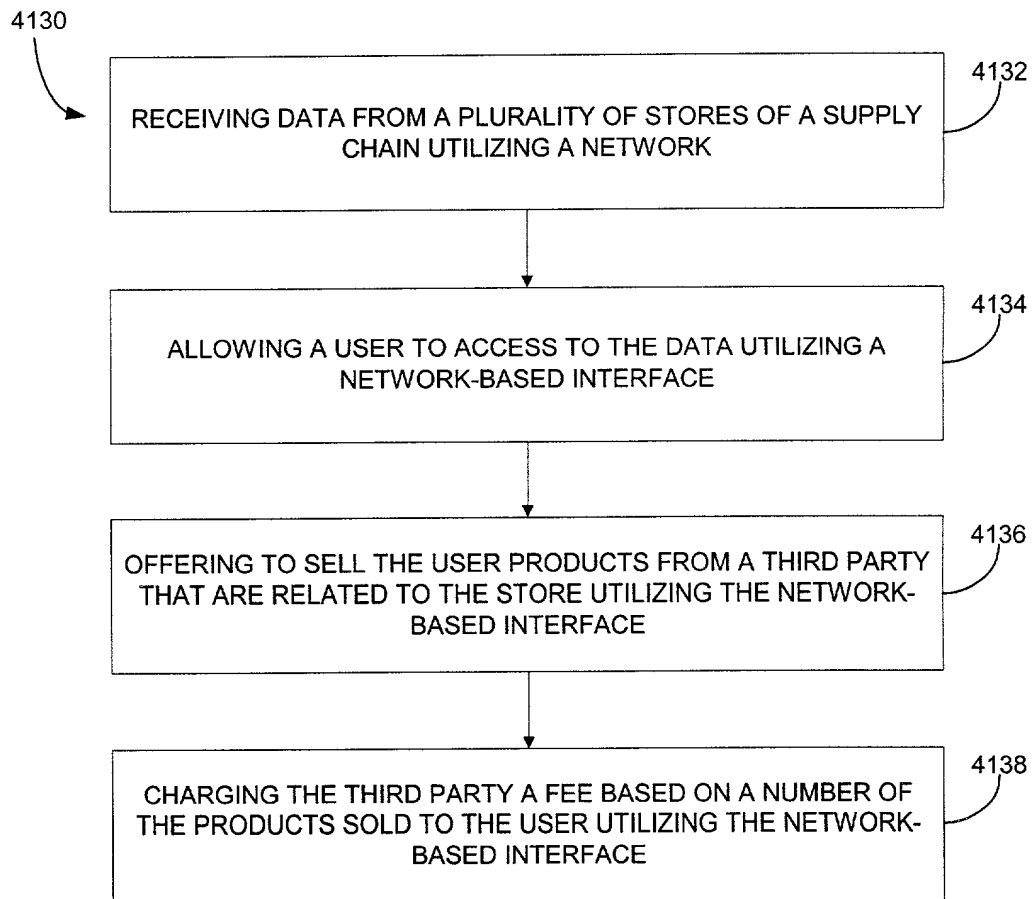 4130
4132
RECEIVING DATA FROM A PLURALITY OF STORES OF A SUPPLY
CHAIN UTILIZING A NETWORK
4134
ALLOWING A USER TO ACCESS TO THE DATA UTILIZING A
NETWORK-BASED INTERFACE
4136
OFFERING TO SELL THE USER PRODUCTS FROM A THIRD PARTY
THAT ARE RELATED TO THE STORE UTILIZING THE NETWORK-
BASED INTERFACE
4138
CHARGING THE THIRD PARTY A FEE BASED ON A NUMBER OF
THE PRODUCTS SOLD TO THE USER UTILIZING THE NETWORK-
BASED INTERFACE